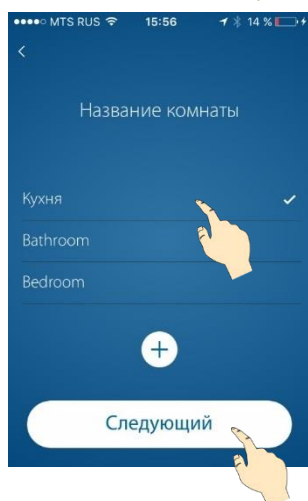 MTS RUS 15:56 14 %
Название комнаты
Кухня
Bathroom
Bedroom
Следующий